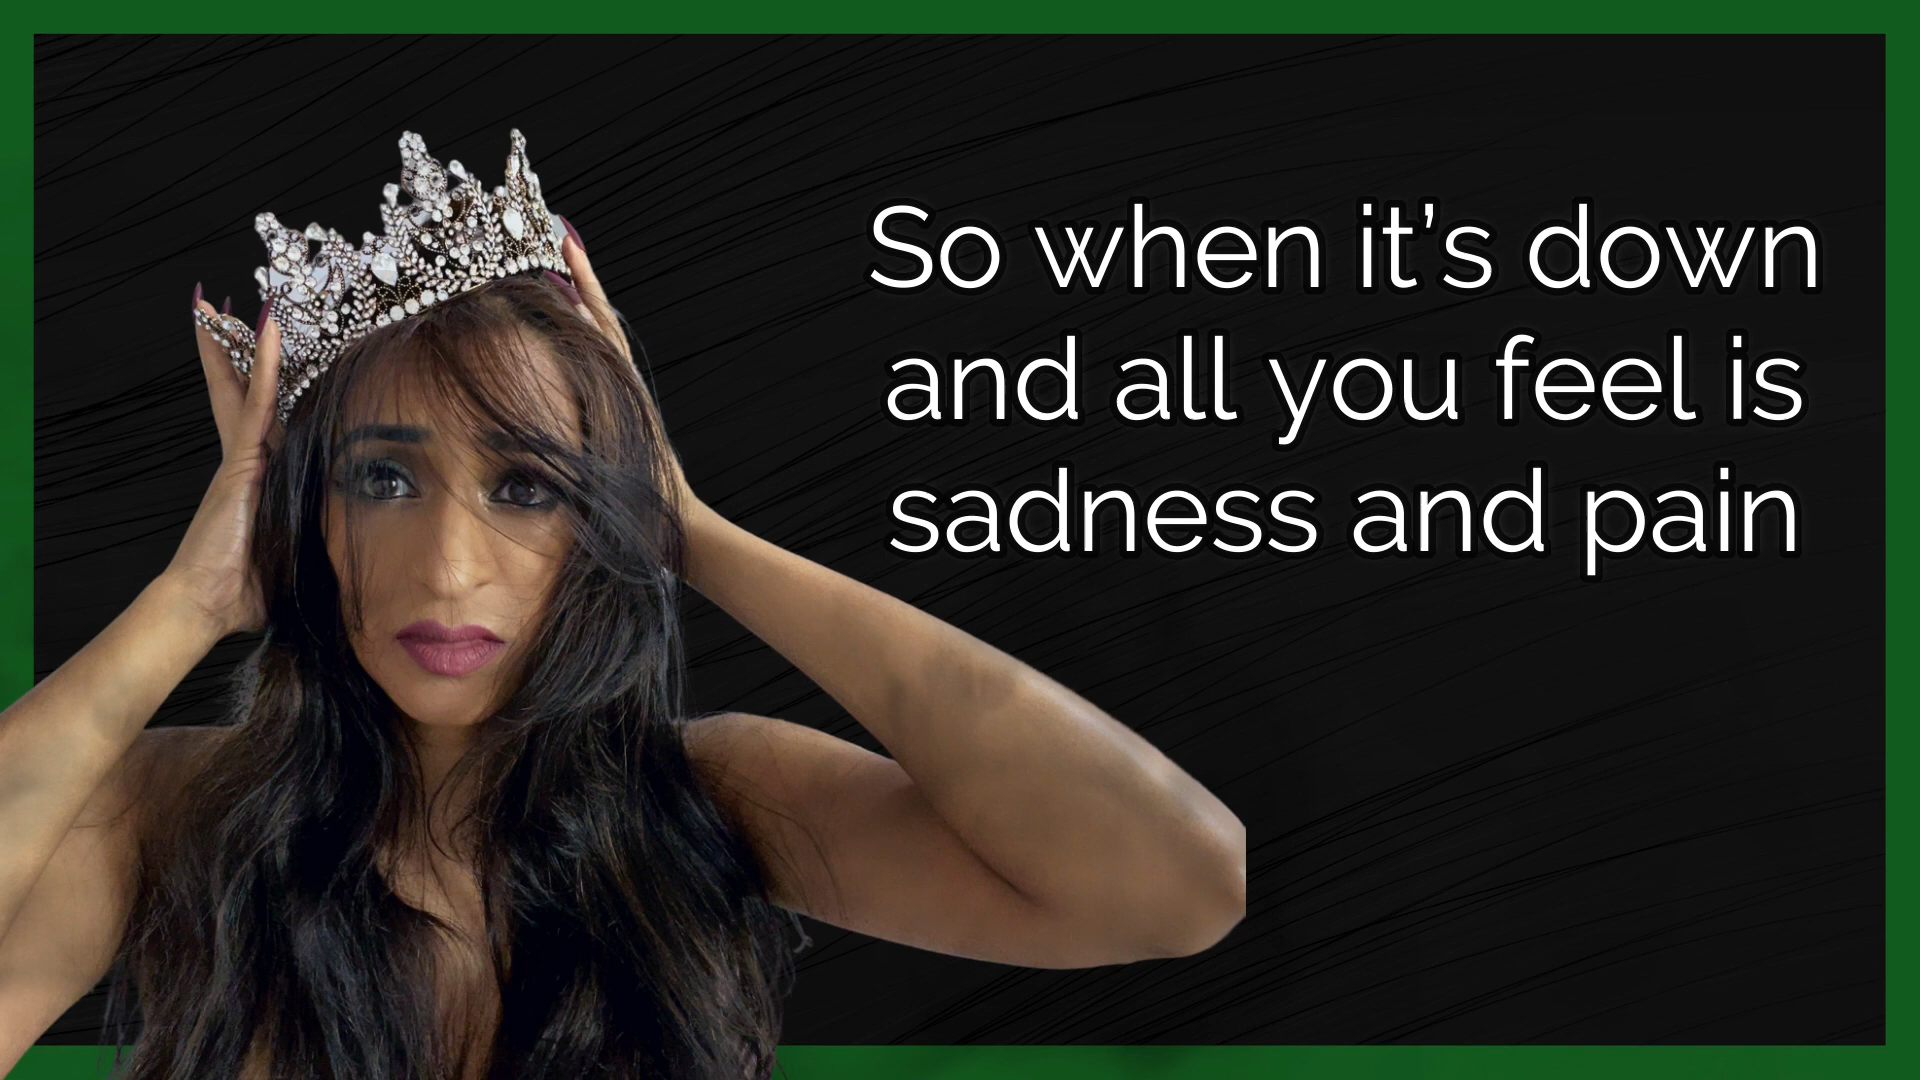 So when it’s down
and all you feel is
sadness and pain